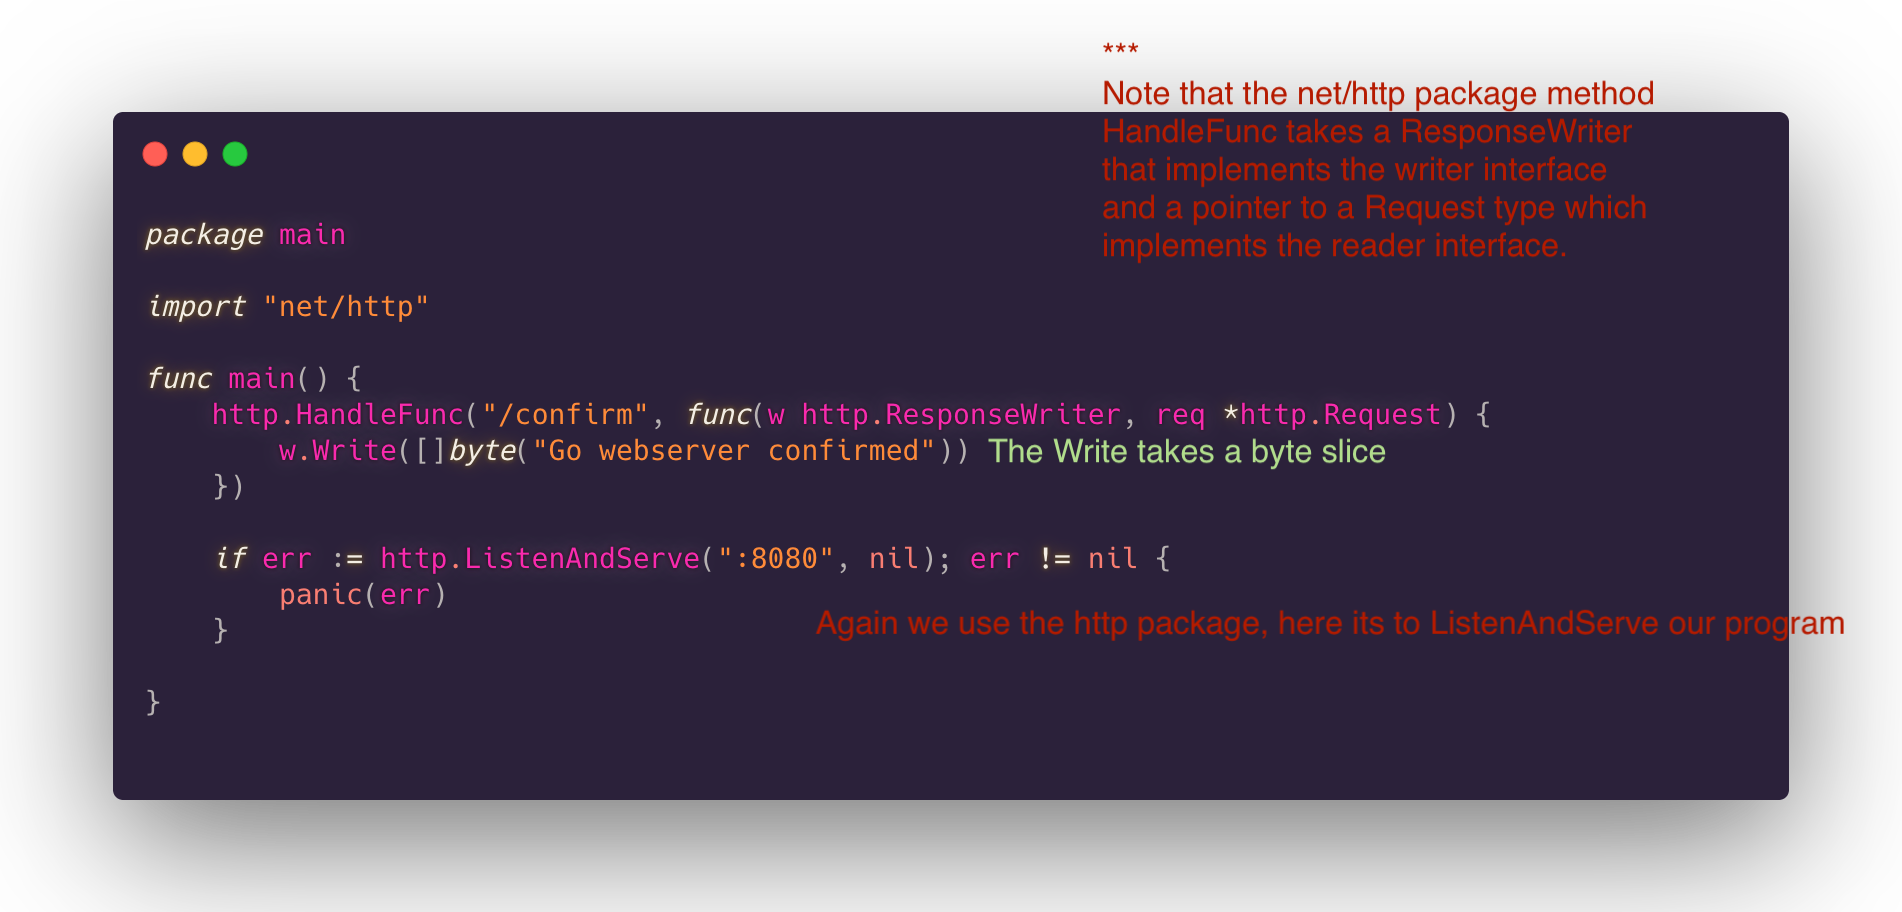 ***
Note that the net/http package method
HandleFunc takes a ResponseWriter
that implements the writer interface
and a pointer to a Request type which
implements the reader interface.
package main
import "net/http"
func main() {
    http.HandleFunc("/confirm", func(w http.ResponseWriter, req *http.Request) {
        w.Write([]byte("Go webserver confirmed")) The Write takes a byte slice
    })
    if err := http.ListenAndServe(":8080", nil); err != nil {
        panic(err)
Again we use the http package, here its to ListenAndServe our program
    }
}